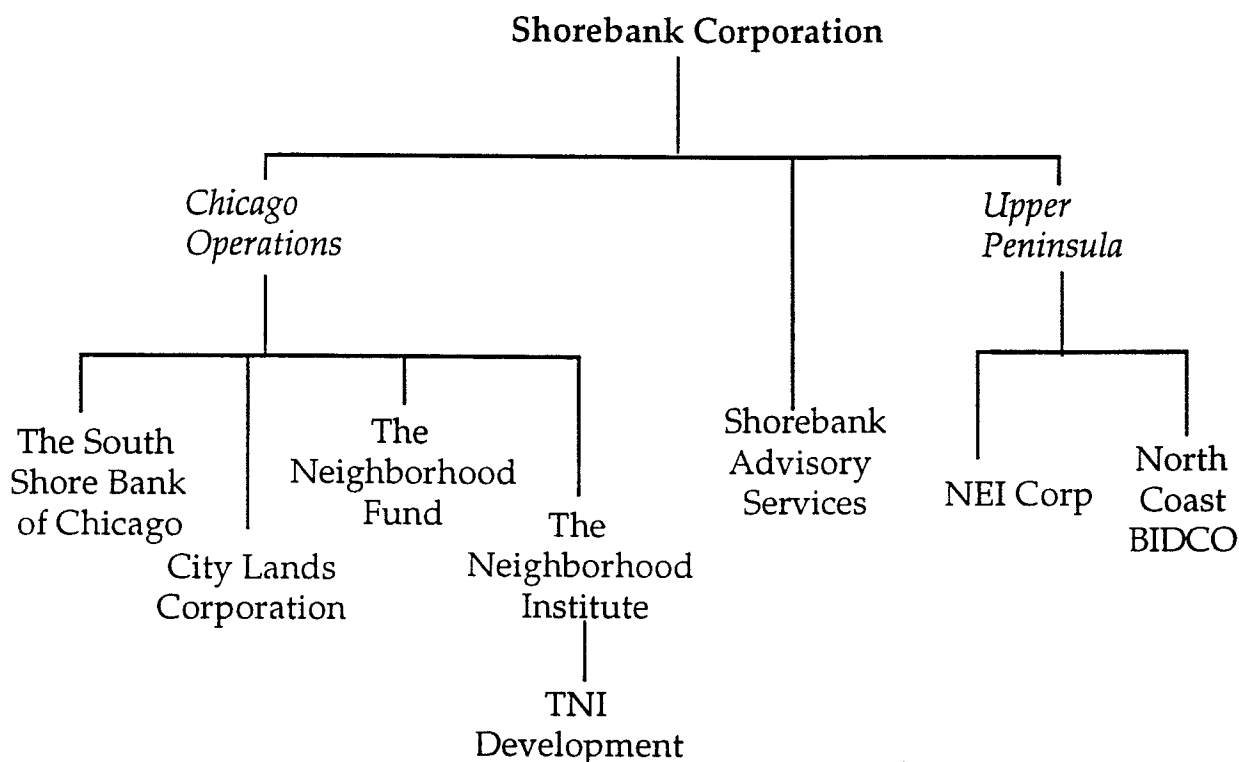 Shorebank Corporation
Chicago
Operations
Upper
Peninsula
The South
Shore Bank
of Chicago
City Lands
Corporation
The
Neighborhood
Fund
The
Neighborhood
Institute
TNI
Development
Shorebank
Advisory
Services
NEI Corp
North
Coast
BIDCO